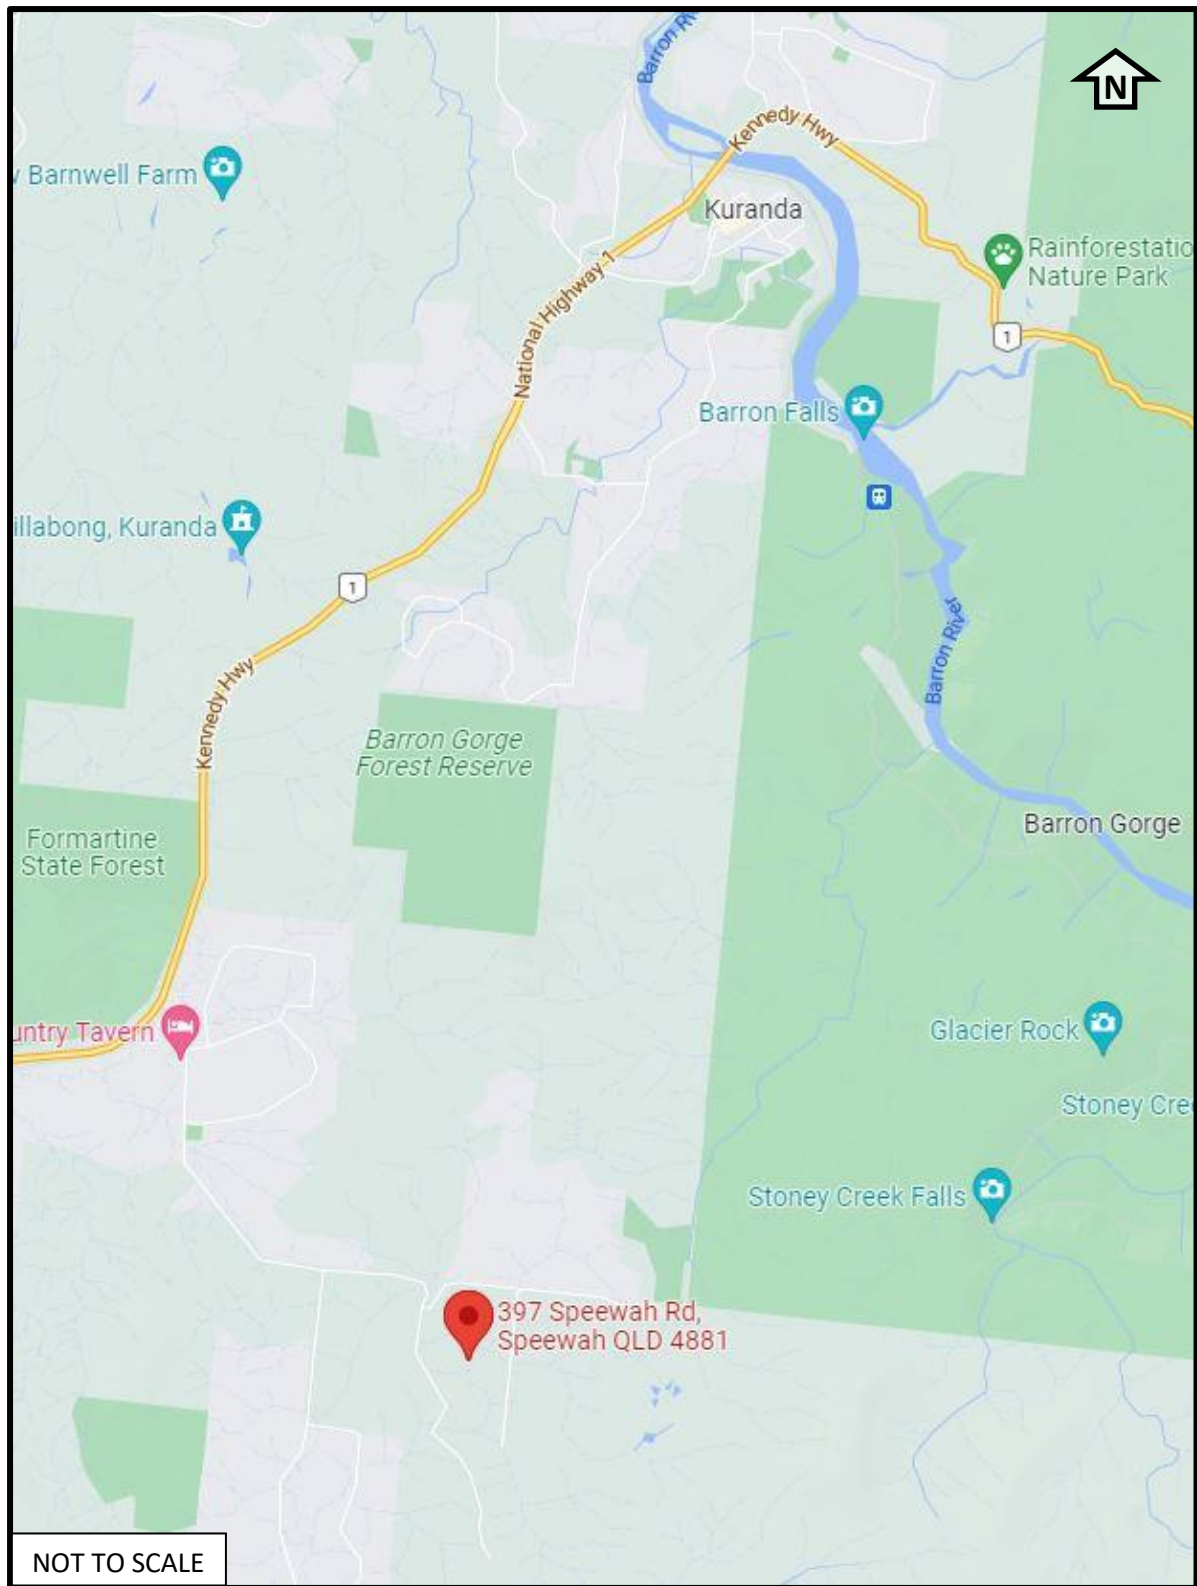 Barron Riv
N
Kennedy Hwy
Barnwell Farm
Kuranda
Rainforestatio
Nature Park
National Highway 1
1
Barron Falls
illabong, Kuranda
1
Barron River
Kennedy Hwy
Barron Gorge
Forest Reserve
Formartine
State Forest
Barron Gorge
untry Tavern
Glacier Rock
Stoney Cree
Stoney Creek Falls
397 Speewah Rd,
Speewah QLD 4881
NOT TO SCALE